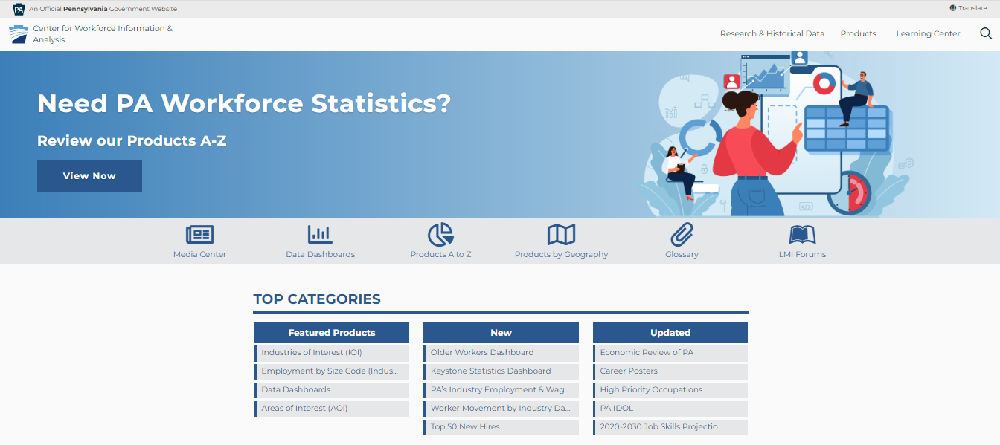 PA An Official Pennsylvania Government Website
Translate
Center for Workforce Information &
Analysis
Research & Historical Data Products Learning Center
Need PA Workforce Statistics?
Review our Products A-Z
View Now
Media Center Data Dashboards Products A to Z Products by Geography Glossary LMI Forums
TOP CATEGORIES
Featured Products
Industries of Interest (IOI)
Employment by Size Code (Indus...
Data Dashboards
Areas of Interest (AOI)
New
Older Workers Dashboard
Keystone Statistics Dashboard
PA's Industry Employment & Wag...
Worker Movement by Industry Da...
Top 50 New Hires
Updated
Economic Review of PA
Career Posters
High Priority Occupations
PA IDOL
2020-2030 Job Skills Projectio...